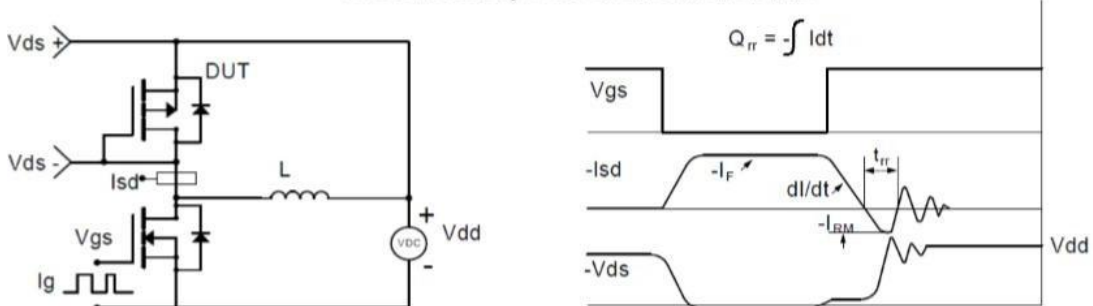 Vds +
DUT
Vds -
Isd
L
Vgs
Ig
VDC
+
-
Vdd
Qrr = -∫ Idt
Vgs
-Isd
-IF
dI/dt
trr
-IRM
Vdd
-Vds